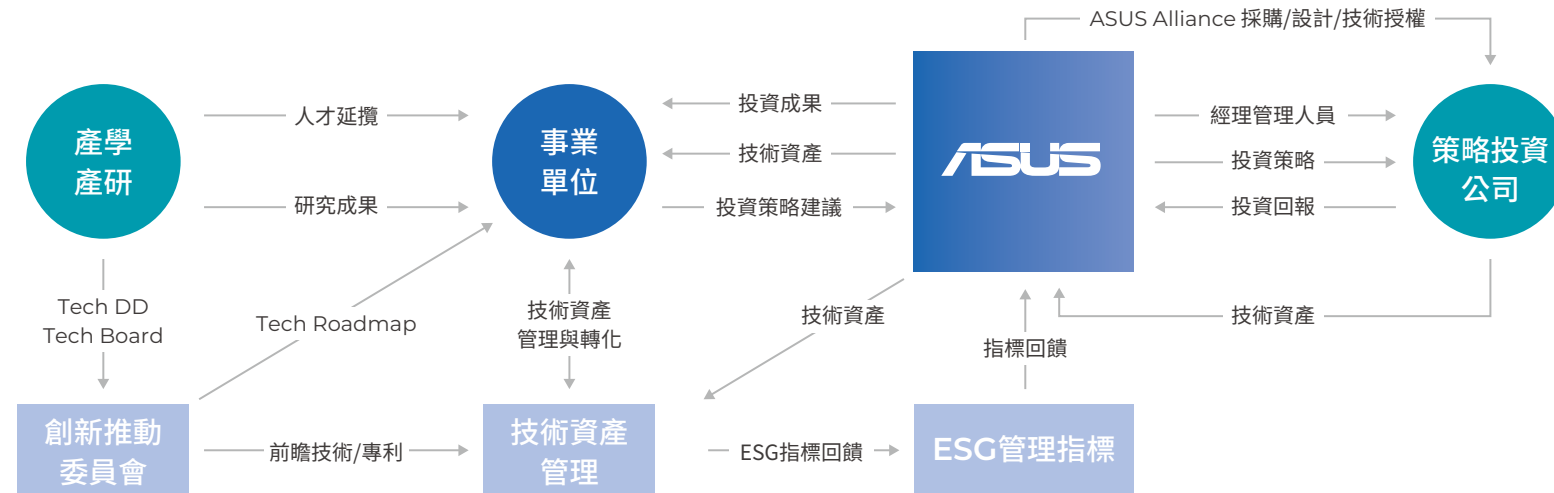 ASUS Alliance 採購/設計/技術授權
產學
產研
人才延攬
研究成果
事業
單位
投資成果
技術資產
投資策略建議
ASUS
經理管理人員
投資策略
投資回報
策略投資
公司
Tech DD
Tech Board
Tech Roadmap
技術資產
管理與轉化
技術資產
指標回饋
技術資產
創新推動
委員會
前瞻技術/專利
技術資產
管理
ESG指標回饋
ESG管理指標